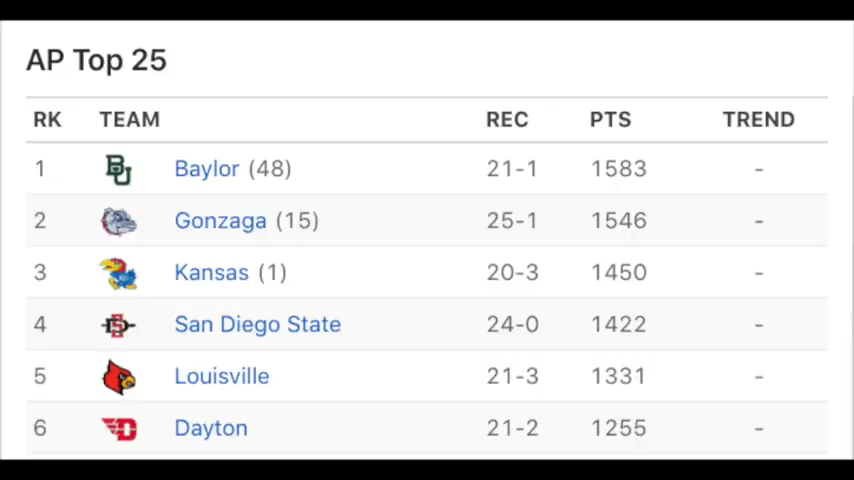 AP Top 25
RK TEAM REC PTS TREND
1 BU Baylor (48) 21-1 1583 -
2 Gonzaga (15) 25-1 1546 -
3 Kansas (1) 20-3 1450 -
4 SD San Diego State 24-0 1422 -
5 Louisville 21-3 1331 -
6 D Dayton 21-2 1255 -